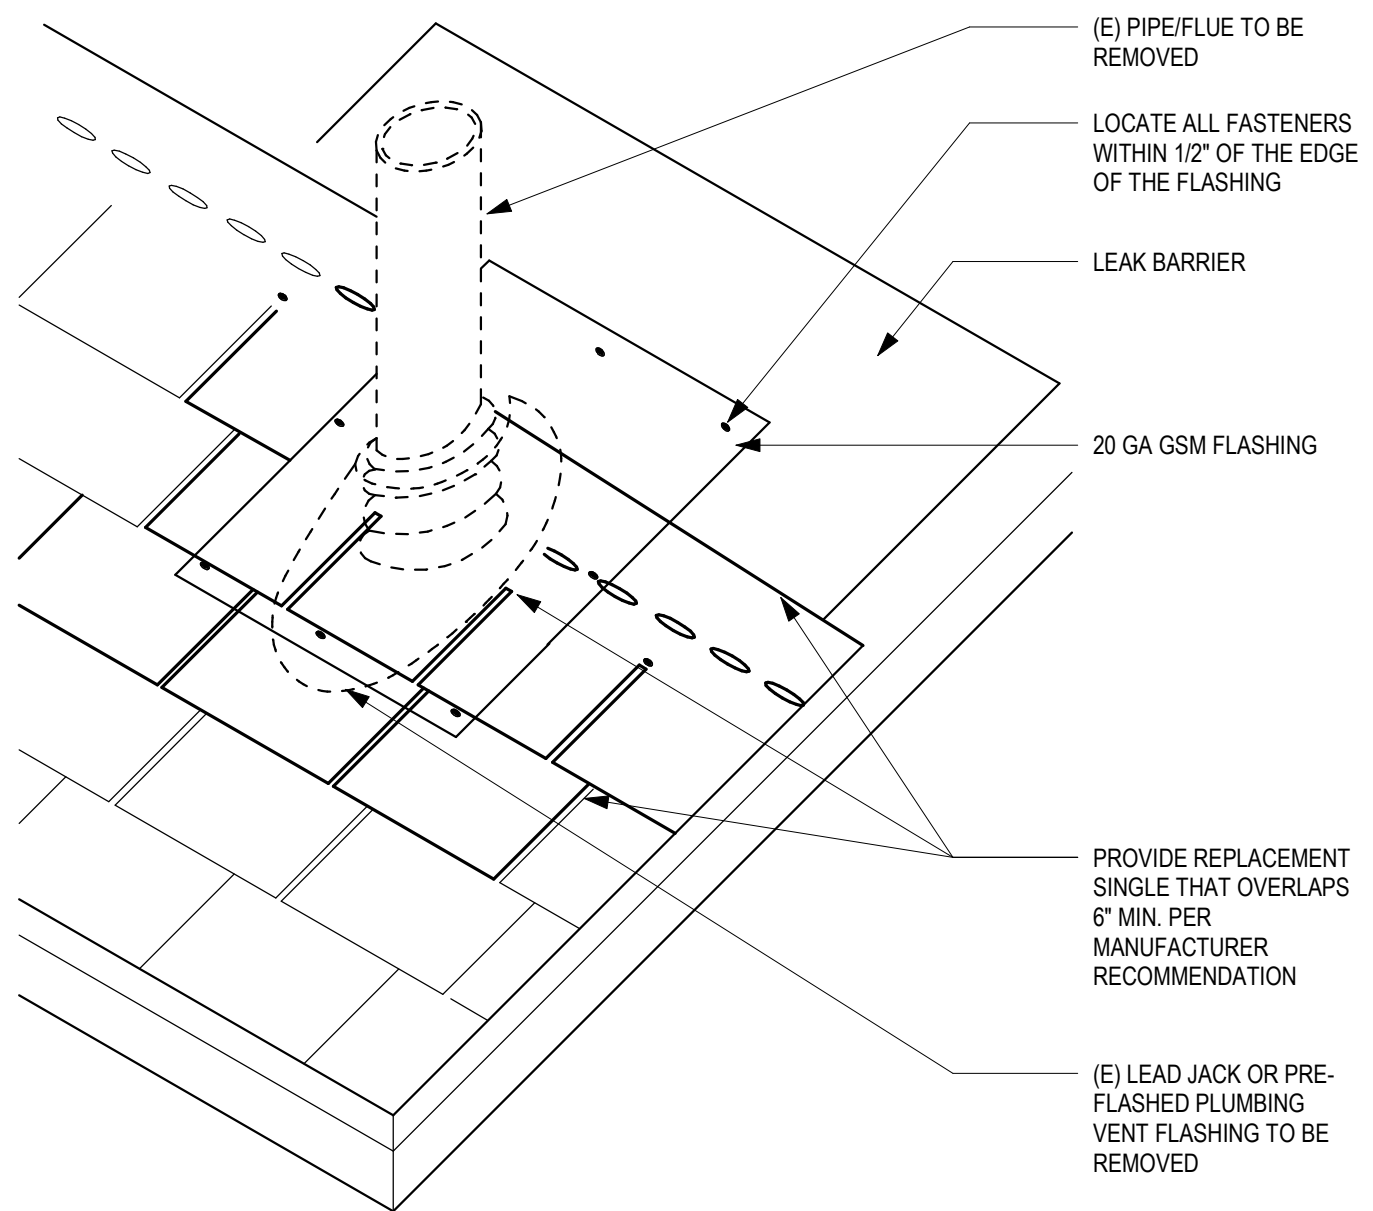 (E) PIPE/FLUE TO BE
REMOVED
LOCATE ALL FASTENERS
WITHIN 1/2" OF THE EDGE
OF THE FLASHING
LEAK BARRIER
20 GA GSM FLASHING
PROVIDE REPLACEMENT
SINGLE THAT OVERLAPS
6" MIN. PER
MANUFACTURER
RECOMMENDATION
(E) LEAD JACK OR PRE-
FLASHED PLUMBING
VENT FLASHING TO BE
REMOVED